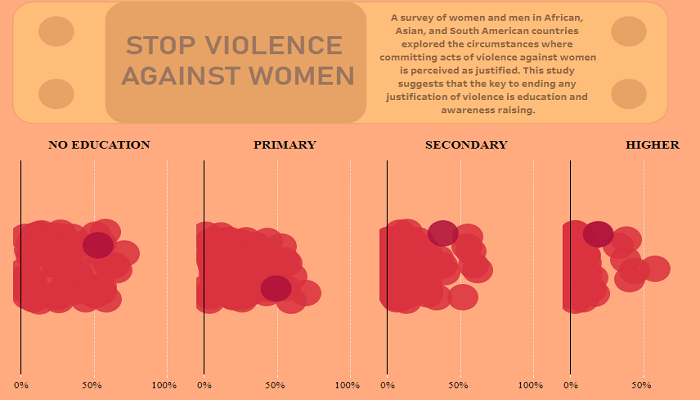 STOP VIOLENCE
AGAINST WOMEN
A survey of women and men in African,
Asian, and South American countries
explored the circumstances where
committing acts of violence against women
is perceived as justified. This study
suggests that the key to ending any
justification of violence is education and
awareness raising.
NO EDUCATION PRIMARY SECONDARY HIGHER
0% 50% 100% 0% 50% 100% 0% 50% 100% 0% 50%